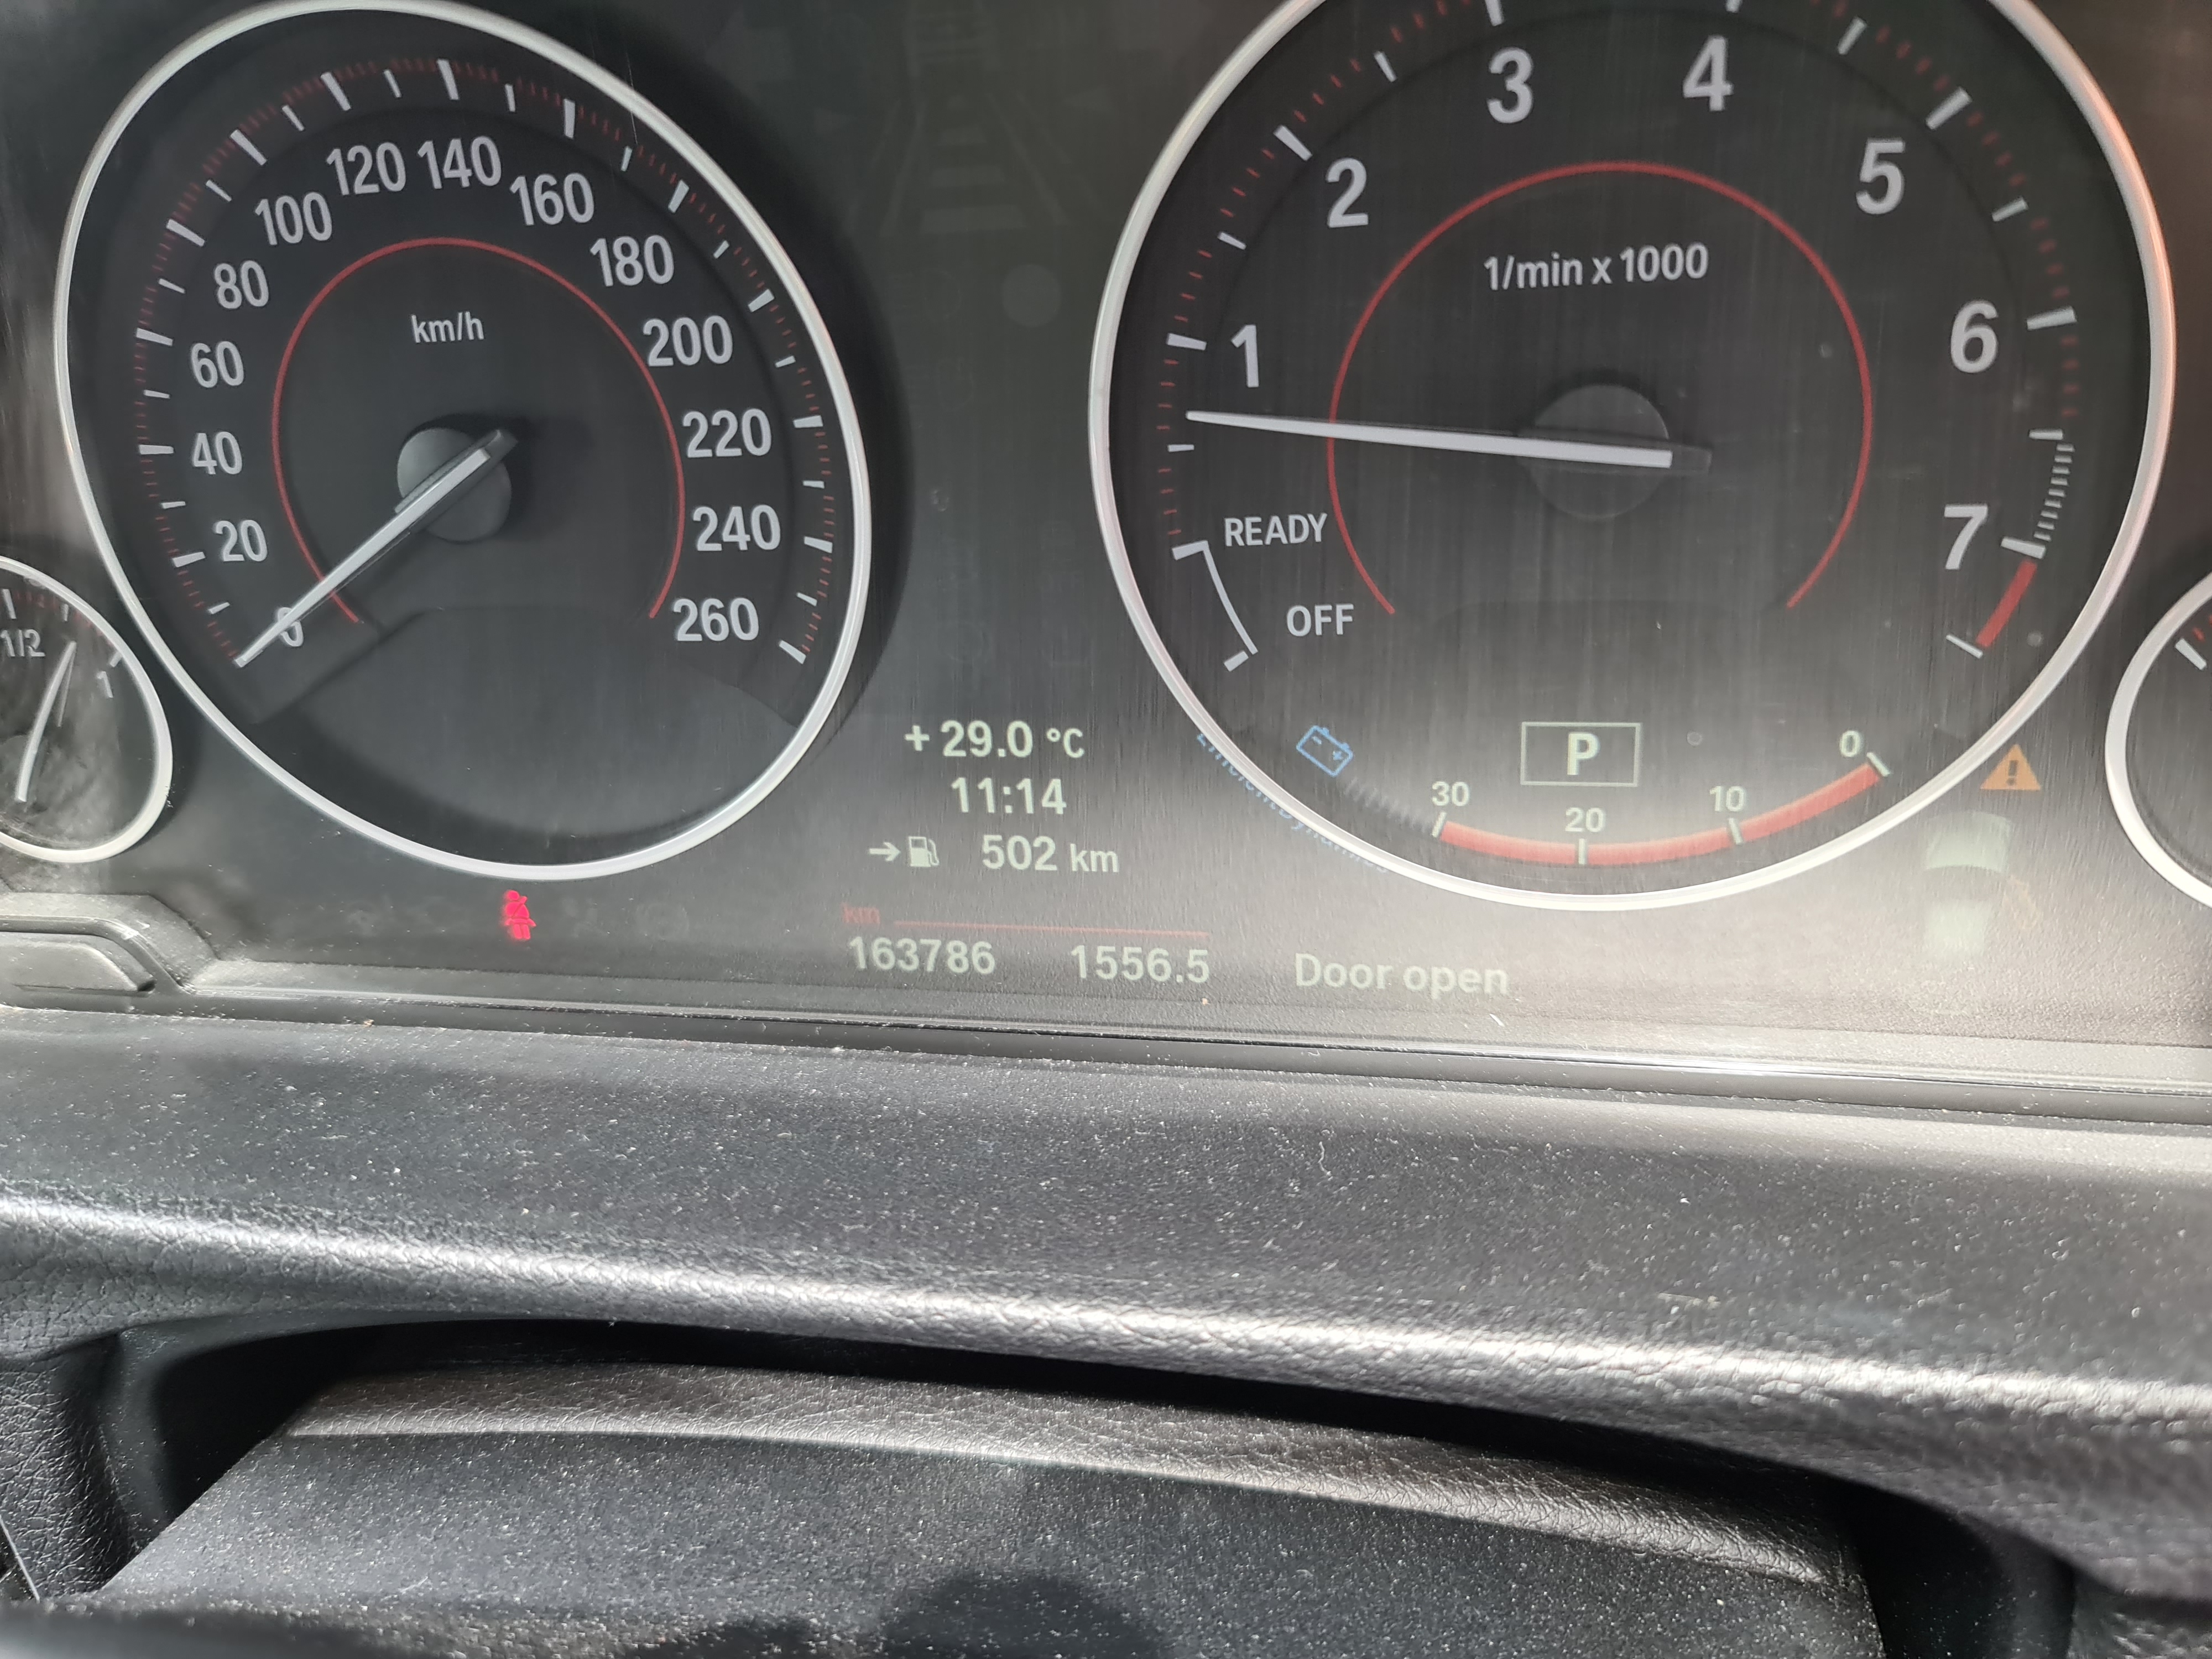 120 140
100 160
80 180
km/h
60 200
40 220
20 240
0 260
1/2
1
3 4
2 5
1/min x 1000
1 6
READY 7
OFF
+ 29.0 °C
11:14
502 km
P
30 20 10 0
km
163786 1556.5
Door open